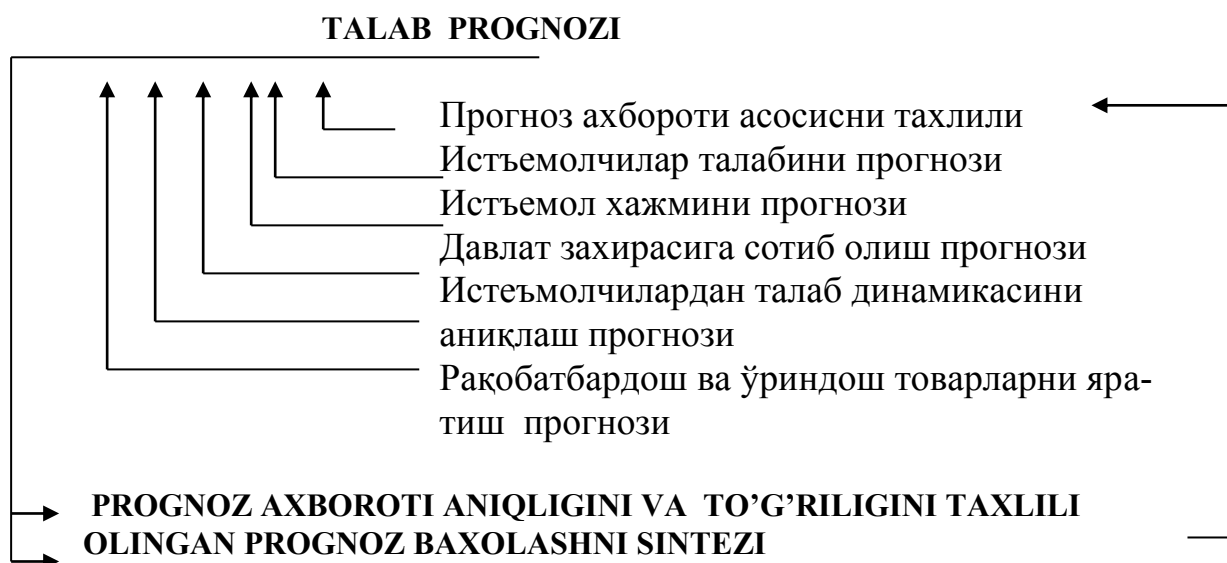 TALAB PROGNOZI
Прогноз ахбороти асосисни тахлили
Истъемолчилар талабини прогнози
Истъемол хажмини прогнози
Давлат захирасига сотиб олиш прогнози
Истеъмолчилардан талаб динамикасини
аниқлаш прогнози
Рақобатбардош ва ўриндош товарларни яра-
тиш прогнози
PROGNOZ AXBOROTI ANIQLIGINI VA TO’G’RILIGINI TAXLILI
OLINGAN PROGNOZ BAXOLASHNI SINTEZI